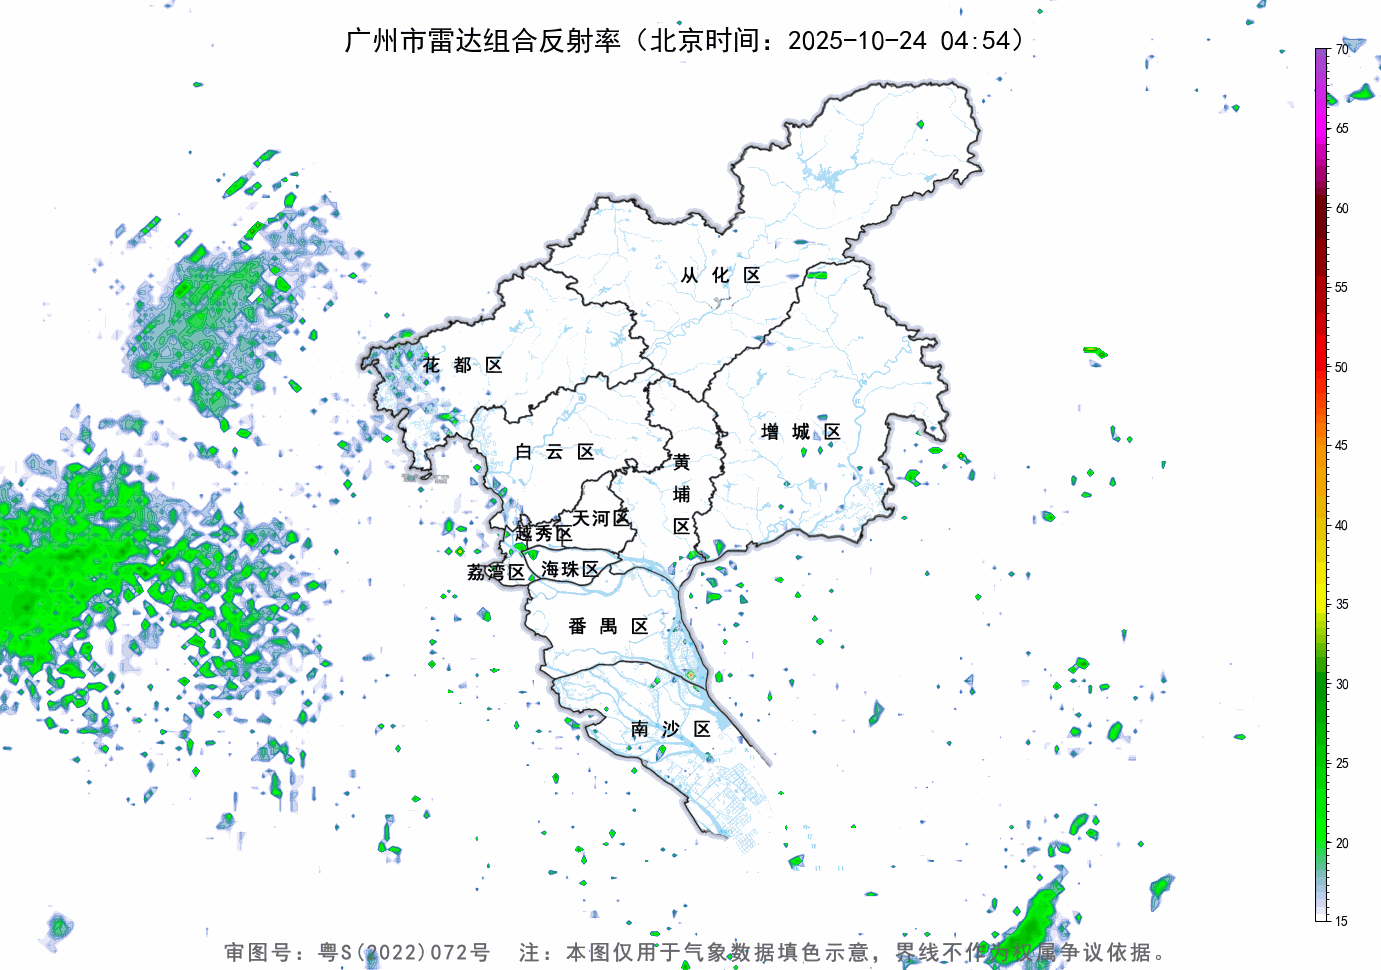 广州市雷达组合反射率（北京时间：2025-10-24 04:54）
70
65
60
55
50
45
40
35
30
25
20
15
从化区
花都区
增城区
白云区
黄埔区
天河区
越秀区
海珠区
荔湾区
番禺区
南沙区
审图号：粤S(2022)072号 注：本图仅用于气象数据填色示意，界线不作为权属争议依据。